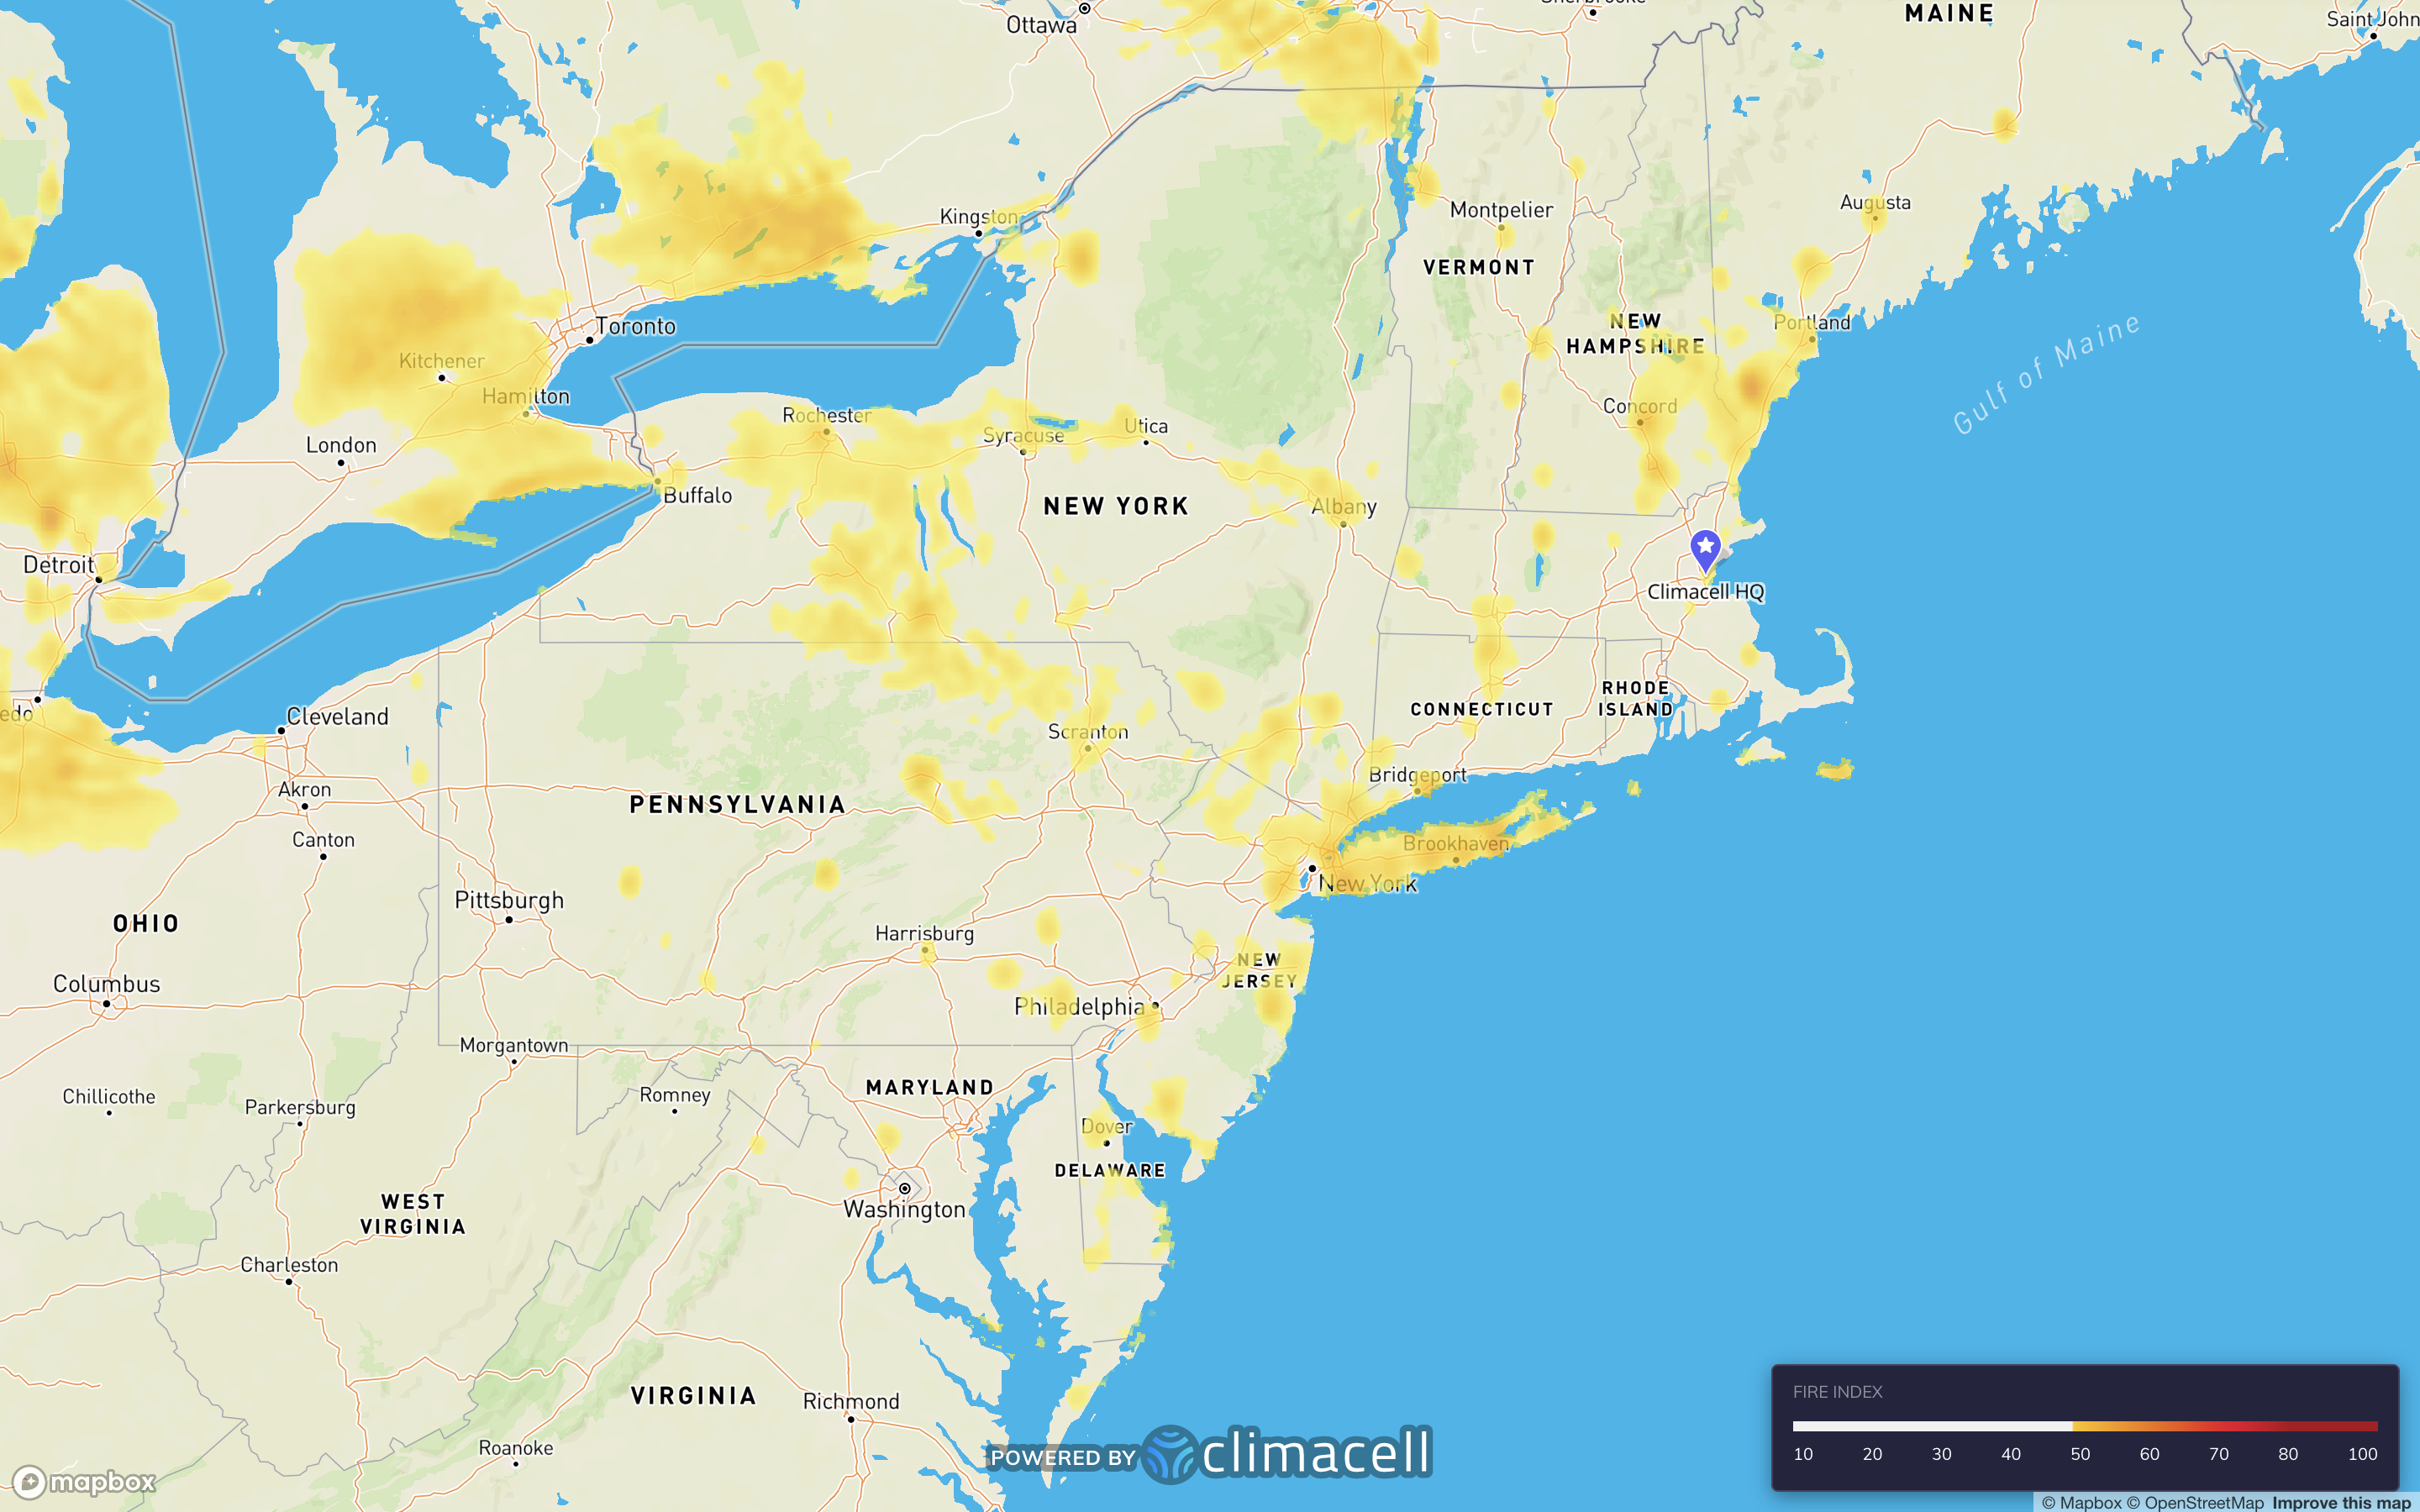 Ottawa
MAINE
Saint John
Kingston
Montpelier
Augusta
VERMONT
NEW
HAMPSHIRE
Portland
Gulf of Maine
Toronto
Kitchener
Hamilton
Concord
London
Rochester
Syracuse
Utica
Buffalo
NEW YORK
Albany
Detroit
Climacell HQ
Cleveland
CONNECTICUT
RHODE
ISLAND
Scranton
Bridgeport
Akron
PENNSYLVANIA
Canton
Brookhaven
New York
Pittsburgh
OHIO
Harrisburg
NEW
JERSEY
Columbus
Philadelphia
Morgantown
MARYLAND
Chillicothe
Parkersburg
Romney
Dover
DELAWARE
WEST
VIRGINIA
Washington
Charleston
VIRGINIA
Richmond
Roanoke
POWERED BY climacell
FIRE INDEX
10 20 30 40 50 60 70 80 100
mapbox
© Mapbox © OpenStreetMap Improve this map